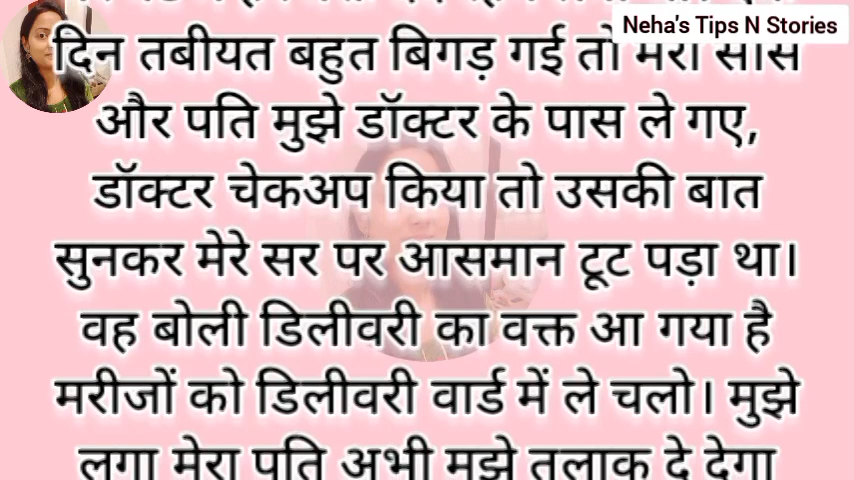 Neha's Tips N Stories
दिन तबीयत बहुत बिगड़ गई तो मेरी सास
और पति मुझे डॉक्टर के पास ले गए,
डॉक्टर चेकअप किया तो उसकी बात
सुनकर मेरे सर पर आसमान टूट पड़ा था।
वह बोली डिलीवरी का वक्त आ गया है
मरीजों को डिलीवरी वार्ड में ले चलो। मुझे
लगा मेरा पति अभी मुझे तलाक दे देगा